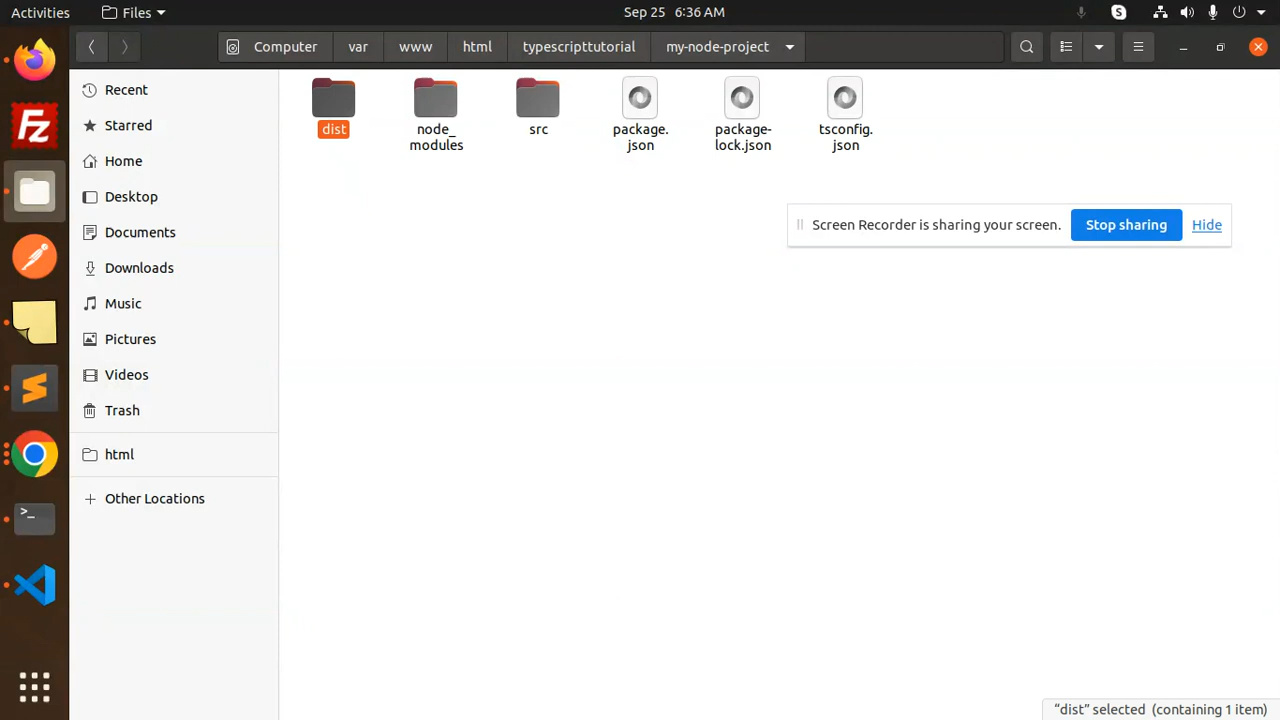 Activities
Files
Sep 25 6:36 AM
Computer
var
www
html
typescripttutorial
my-node-project
Recent
Starred
Home
Desktop
Documents
Downloads
Music
Pictures
Videos
Trash
html
Other Locations
dist
node_
modules
src
package.
json
package-
lock.json
tsconfig.
json
Screen Recorder is sharing your screen.
Stop sharing
Hide
Fz
S
>_
“dist” selected (containing 1 item)